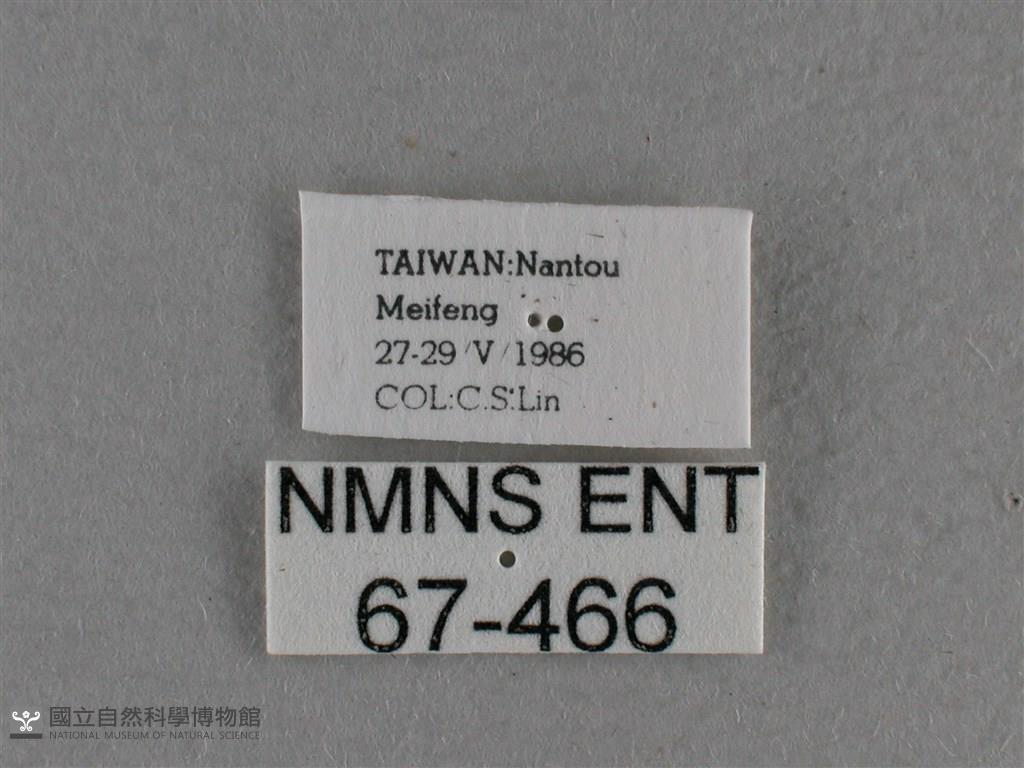 TAIWAN:Nantou
Meifeng
27-29/V/1986
COL:C.S.Lin
NMNS ENT
67-466
國立自然科學博物館
NATIONAL MUSEUM OF NATURAL SCIENCE